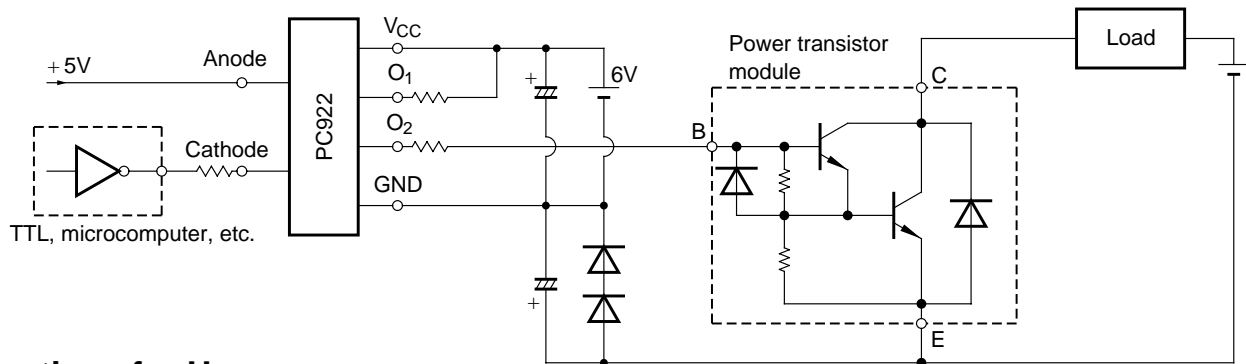 +5V
Anode
TTL, microcomputer, etc.
Cathode
PC922
VCC
O1
O2
GND
+
6V
+
Power transistor
module
B
C
E
Load